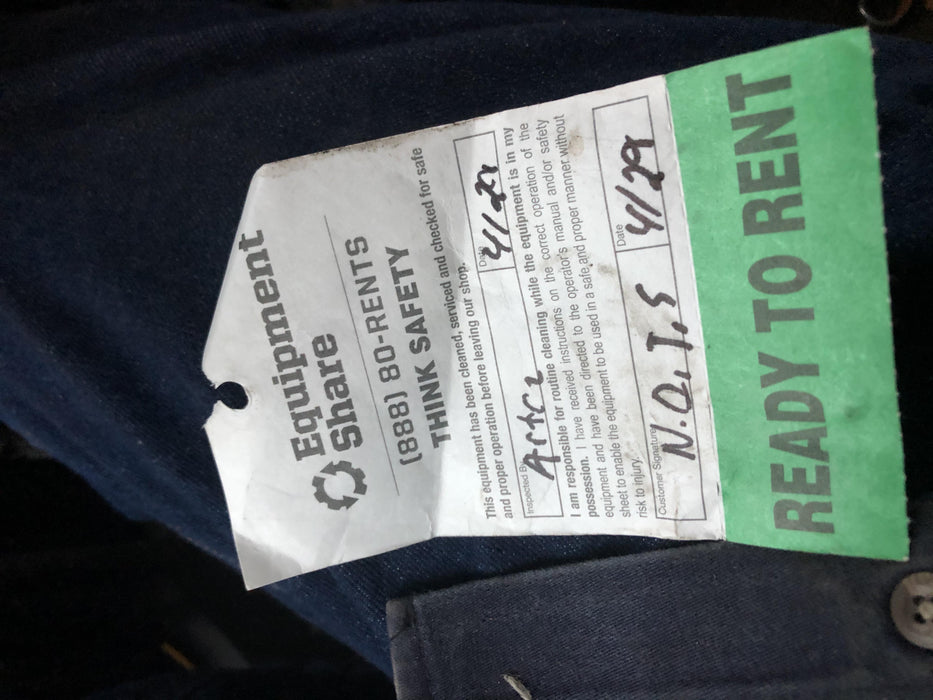 Equipment
Share
(888) 80-RENTS
THINK SAFETY
This equipment has been cleaned, serviced and checked for safe
and proper operation before leaving our shop.
Inspected By
Date
4/29
I am responsible for routine cleaning while the equipment is in my
possession. I have received instructions on the correct operation of the
equipment and have been directed to the operator's manual and/or safety
sheet to enable the equipment to be used in a safe and proper manner without
risk to injury.
Customer Signature
N.O.T.S
Date
4/29
READY TO RENT